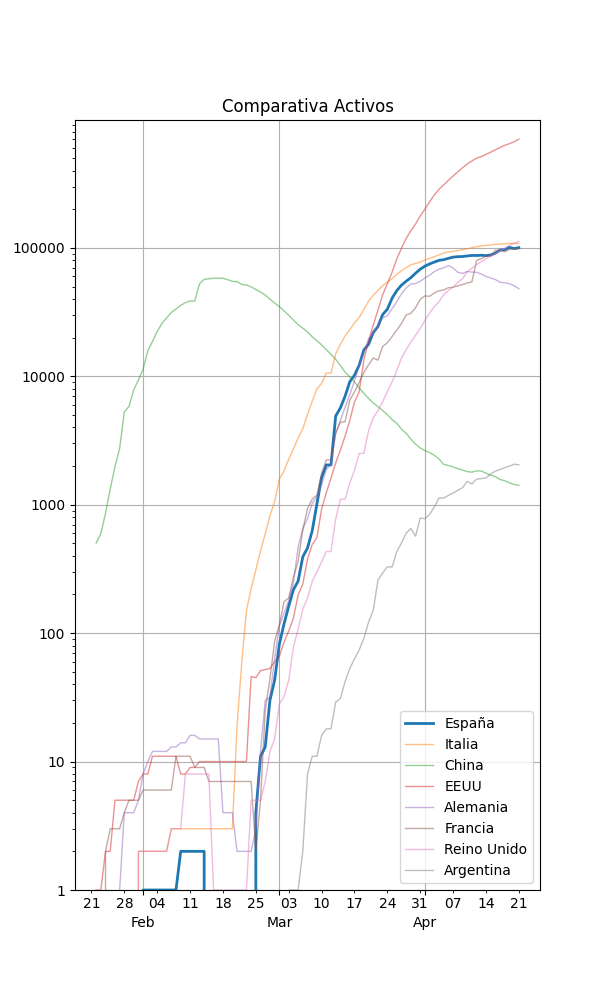 Comparativa Activos
100000
10000
1000
100
10
1
España
Italia
China
EEUU
Alemania
Francia
Reino Unido
Argentina
21 28 04 11 18 25 03 10 17 24 31 07 14 21
Feb Mar Apr